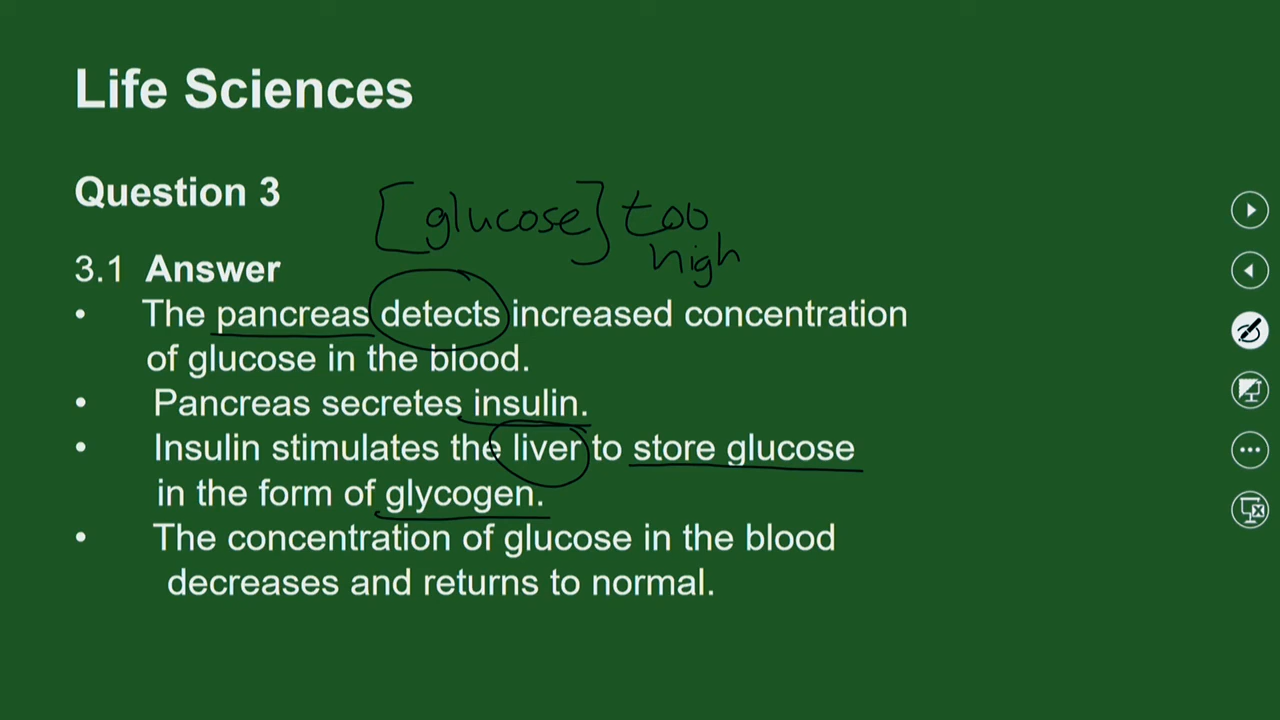 Life Sciences
Question 3
[glucose] too
high
3.1 Answer
• The pancreas detects increased concentration
of glucose in the blood.
• Pancreas secretes insulin.
• Insulin stimulates the liver to store glucose
in the form of glycogen.
• The concentration of glucose in the blood
decreases and returns to normal.